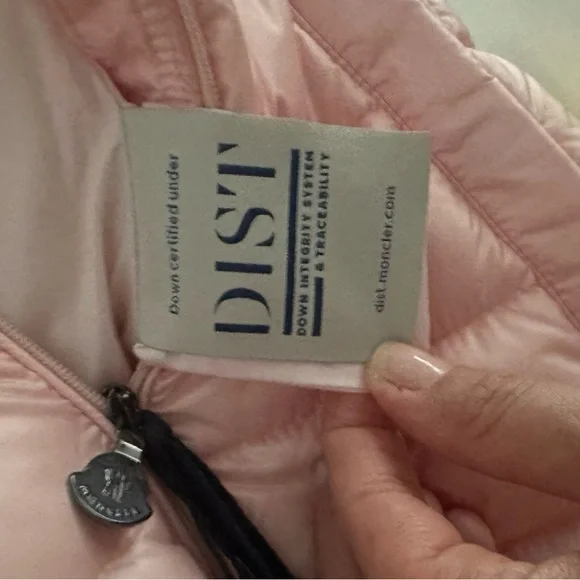 Down certified under
DIST
DOWN INTEGRITY SYSTEM
& TRACEABILITY
dist.moncler.com
MONCLER